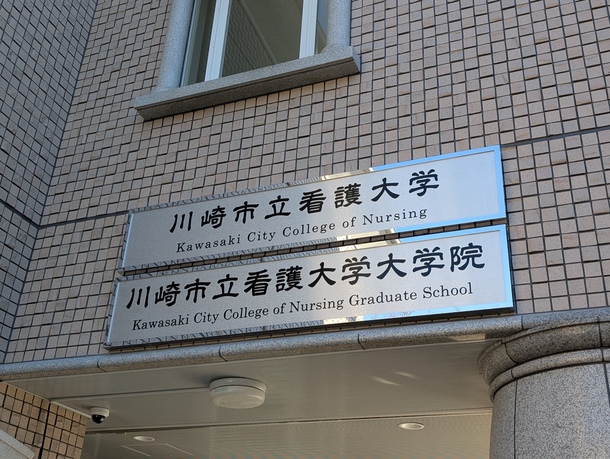 川崎市立看護大学
Kawasaki City College of Nursing
川崎市立看護大学大学院
Kawasaki City College of Nursing Graduate School